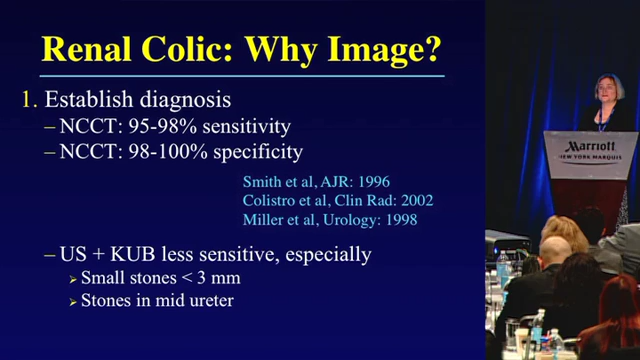 Renal Colic: Why Image?
1. Establish diagnosis
– NCCT: 95-98% sensitivity
– NCCT: 98-100% specificity
Smith et al, AJR: 1996
Colistro et al, Clin Rad: 2002
Miller et al, Urology: 1998
– US + KUB less sensitive, especially
➢ Small stones < 3 mm
➢ Stones in mid ureter
Marriott
NEW YORK MARQUIS